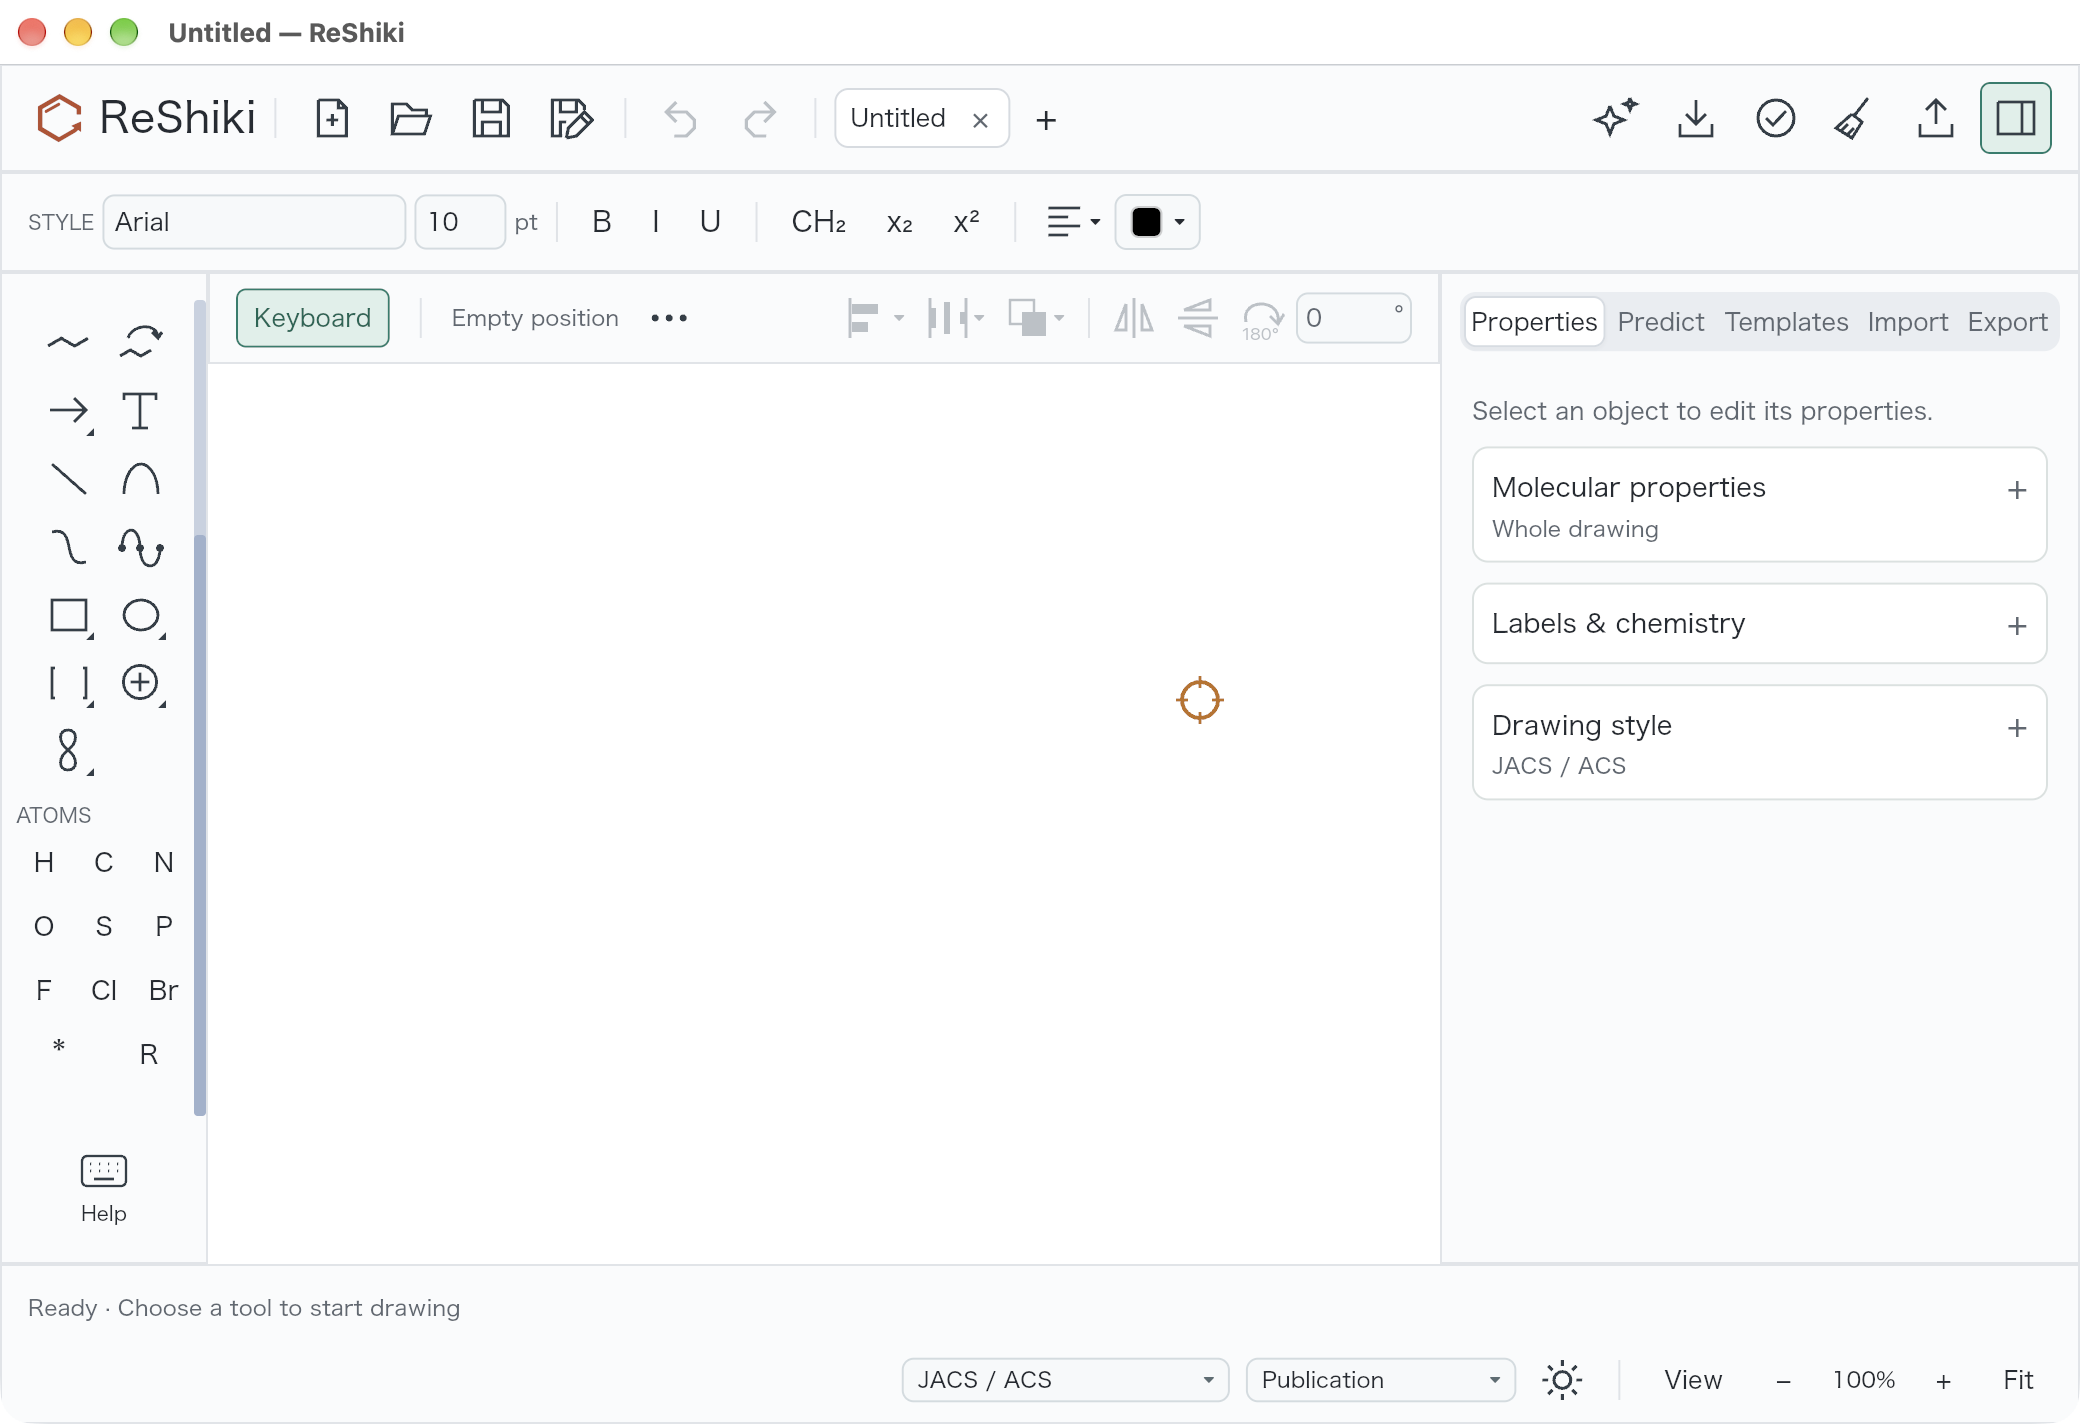 Untitled — ReShiki
ReShiki
Untitled × +
STYLE Arial 10 pt B I U CH₂ x₂ x²
Keyboard Empty position ••• 180° 0 °
Properties Predict Templates Import Export
Select an object to edit its properties.
Molecular properties +
Whole drawing
Labels & chemistry +
Drawing style +
JACS / ACS
T
[ ]
ATOMS
H C N
O S P
F Cl Br
* R
Help
Ready · Choose a tool to start drawing
JACS / ACS Publication View − 100% + Fit